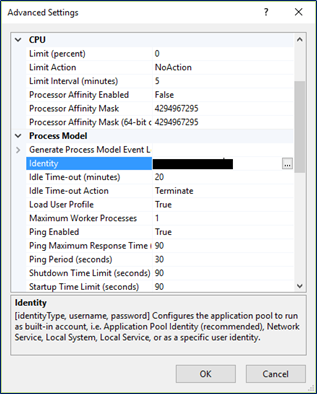 Advanced Settings
? ×
CPU
Limit (percent) 0
Limit Action NoAction
Limit Interval (minutes) 5
Processor Affinity Enabled False
Processor Affinity Mask 4294967295
Processor Affinity Mask (64-bit c 4294967295
Process Model
Generate Process Model Event L
Identity ...
Idle Time-out (minutes) 20
Idle Time-out Action Terminate
Load User Profile True
Maximum Worker Processes 1
Ping Enabled True
Ping Maximum Response Time ( 90
Ping Period (seconds) 30
Shutdown Time Limit (seconds) 90
Startup Time Limit (seconds) 90
Identity
[identityType, username, password] Configures the application pool to run
as built-in account, i.e. Application Pool Identity (recommended), Network
Service, Local System, Local Service, or as a specific user identity.
OK Cancel